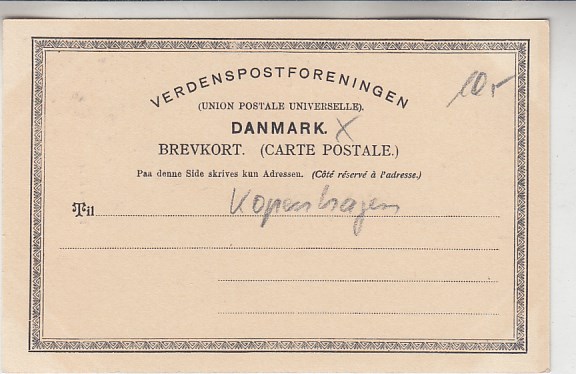 VERDENSPOSTFORENINGEN
10,-
(UNION POSTALE UNIVERSELLE).
DANMARK. X
BREVKORT. (CARTE POSTALE.)
Paa denne Side skrives kun Adressen. (Côté réservé à l'adresse.)
Til Kopenhagen